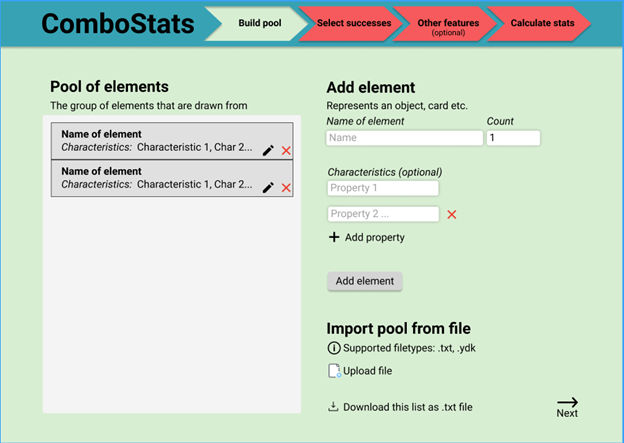 ComboStats
Build pool
Select successes
Other features
(optional)
Calculate stats
Pool of elements
The group of elements that are drawn from
Name of element
Characteristics: Characteristic 1, Char 2...
Name of element
Characteristics: Characteristic 1, Char 2...
Add element
Represents an object, card etc.
Name of element Count
Name 1
Characteristics (optional)
Property 1
Property 2 ...
Add property
Add element
Import pool from file
Supported filetypes: .txt, .ydk
Upload file
Download this list as .txt file
Next